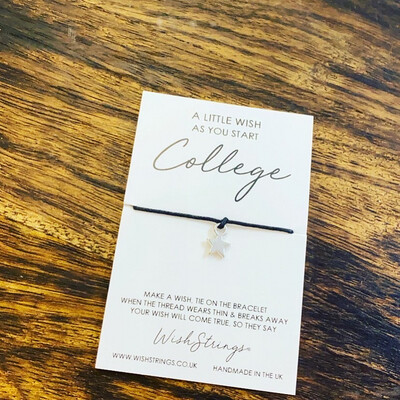 A LITTLE WISH
AS YOU START
College
MAKE A WISH, TIE ON THE BRACELET
WHEN THE THREAD WEARS THIN & BREAKS AWAY
YOUR WISH WILL COME TRUE, SO THEY SAY
WishStrings®
WWW.WISHSTRINGS.CO.UK HANDMADE IN THE UK